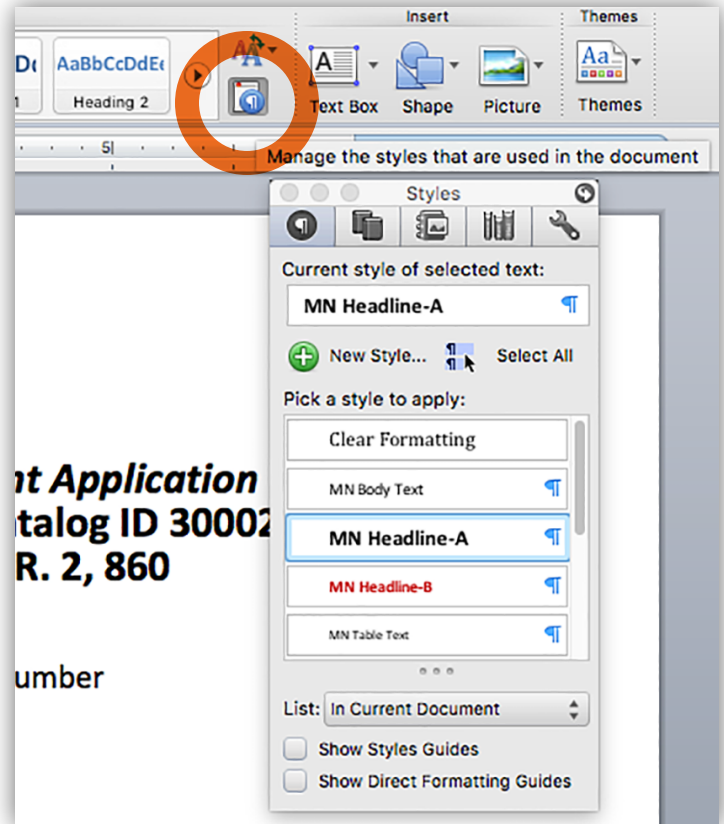 Insert Themes
AaBbCcDdEe
Heading 2
A
Aa
Text Box Shape Picture Themes
5
Manage the styles that are used in the document
Styles
Current style of selected text:
MN Headline-A ¶
New Style... Select All
Pick a style to apply:
Clear Formatting
nt Application
MN Body Text ¶
talog ID 30002
MN Headline-A ¶
R. 2, 860
MN Headline-B ¶
MN Table Text ¶
umber
List: In Current Document
Show Styles Guides
Show Direct Formatting Guides